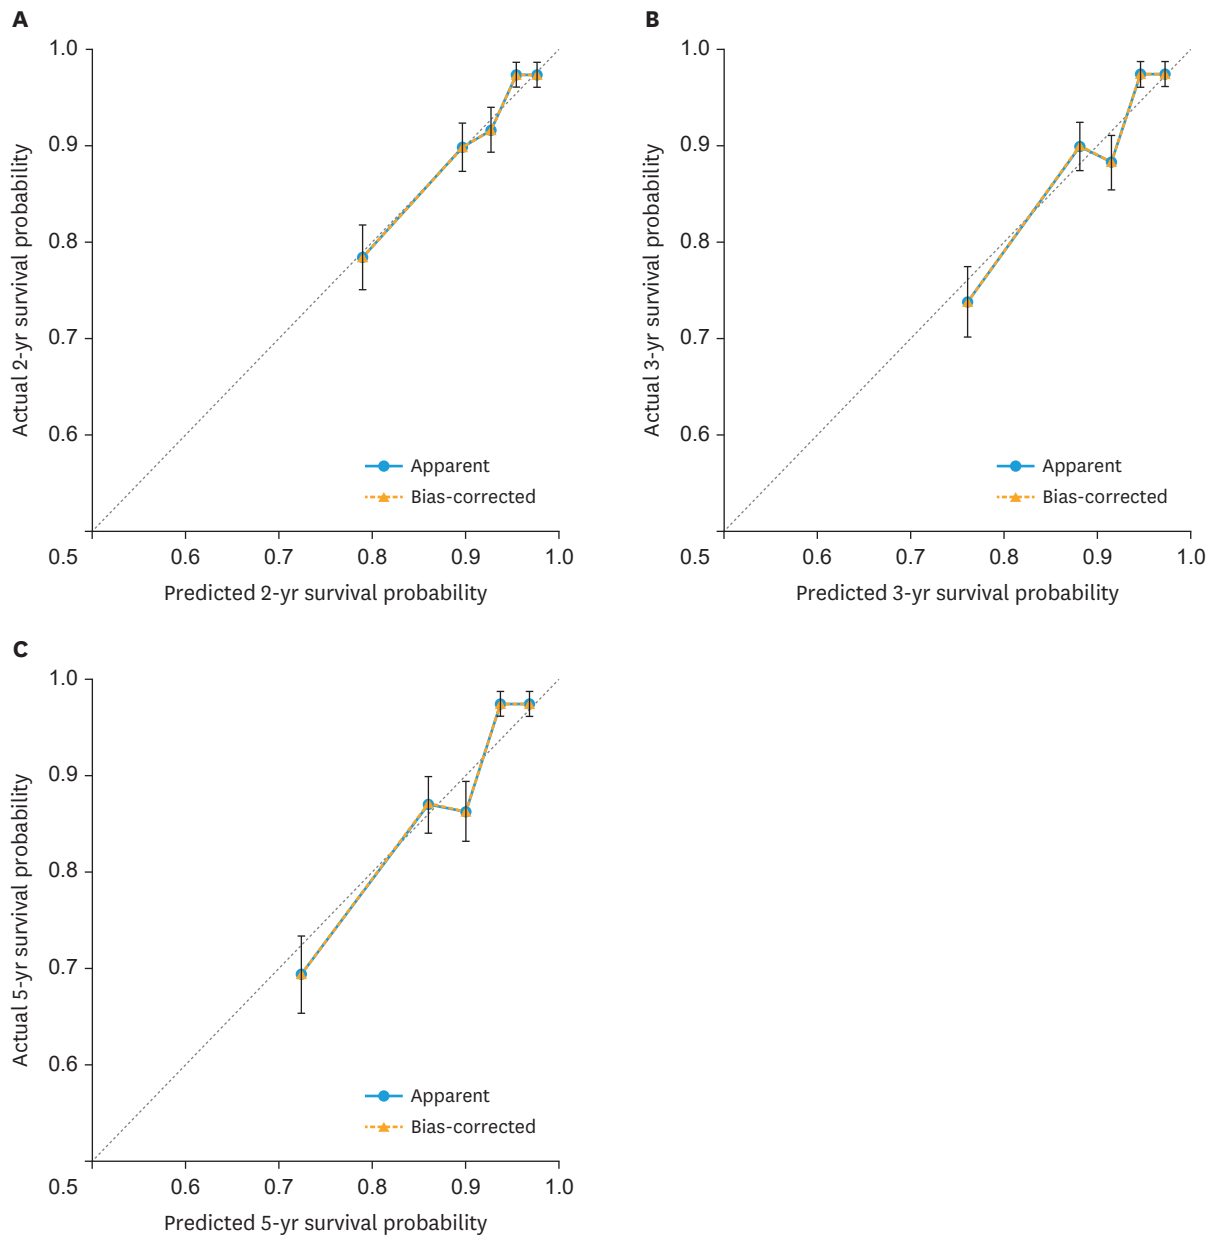 A
1.0
0.9
0.8
0.7
0.6
0.5
0.6
0.7
0.8
0.9
1.0
Actual 2-yr survival probability
Predicted 2-yr survival probability
Apparent
Bias-corrected
B
1.0
0.9
0.8
0.7
0.6
0.5
0.6
0.7
0.8
0.9
1.0
Actual 3-yr survival probability
Predicted 3-yr survival probability
Apparent
Bias-corrected
C
1.0
0.9
0.8
0.7
0.6
0.5
0.6
0.7
0.8
0.9
1.0
Actual 5-yr survival probability
Predicted 5-yr survival probability
Apparent
Bias-corrected